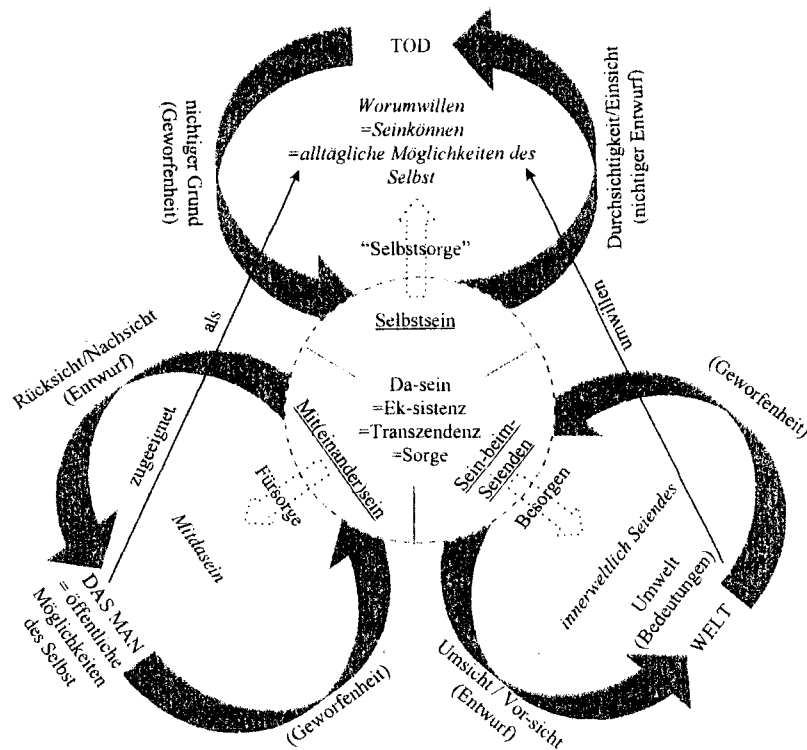 TOD
Worumwillen
=Seinkönnen
=alltägliche Möglichkeiten des
Selbst
nichtiger Grund
(Geworfenheit)
Durchsichtigkeit/Einsicht
(nichtiger Entwurf)
“Selbstsorge”
Selbstsein
als
umwillen
Rücksicht/Nachsicht
(Entwurf)
(Geworfenheit)
Da-sein
=Ek-sistenz
=Transzendenz
=Sorge
Mit(einander)sein
Sein-beim-
Seienden
zugeeignet
Fürsorge
Besorgen
Mitdasein
innerweltlich Seiendes
Umwelt
(Bedeutungen)
WELT
DAS MAN
= öffentliche
Möglichkeiten
des Selbst
(Geworfenheit)
Umsicht / Vor-sicht
(Entwurf)